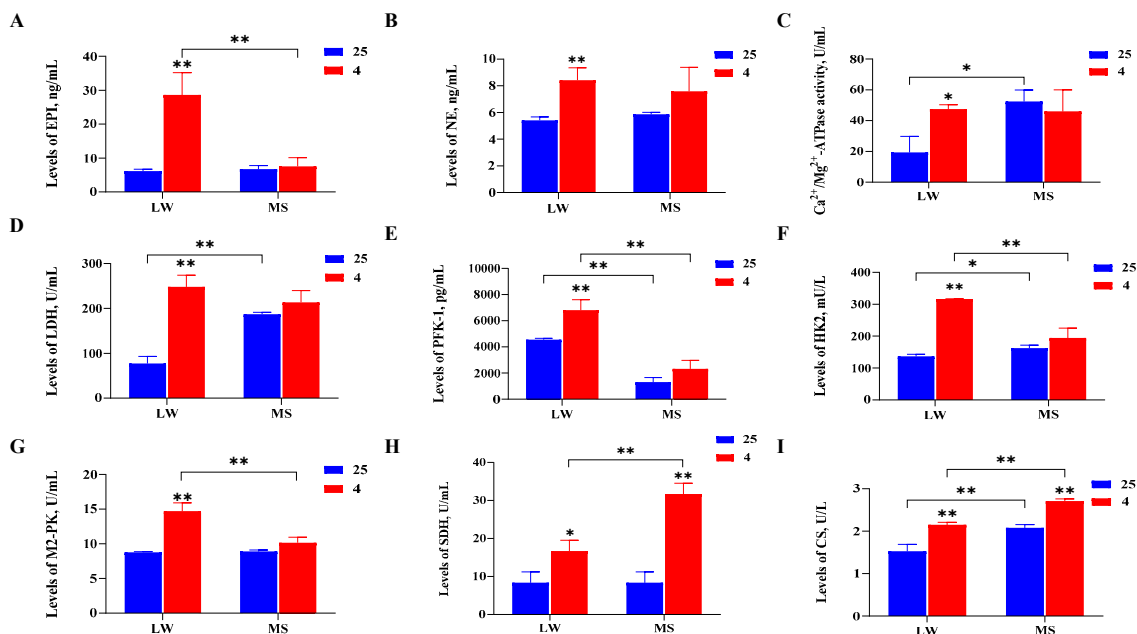 A
Levels of EPI, ng/mL
40
30
20
10
0
LW
MS
**
**
25
4
B
Levels of NE, ng/mL
10
8
6
4
2
0
LW
MS
**
25
4
C
Ca²⁺/Mg²⁺-ATPase activity, U/mL
80
60
40
20
0
LW
MS
*
*
25
4
D
Levels of LDH, U/mL
300
200
100
0
LW
MS
**
**
25
4
E
Levels of PFK-1, pg/mL
10000
8000
6000
4000
2000
0
LW
MS
**
**
**
25
4
F
Levels of HK2, mU/L
400
300
200
100
0
LW
MS
**
*
**
25
4
G
Levels of M2-PK, U/mL
20
15
10
5
0
LW
MS
**
**
25
4
H
Levels of SDH, U/mL
40
30
20
10
0
LW
MS
**
*
**
25
4
I
Levels of CS, U/L
3
2
1
0
LW
MS
**
**
**
**
25
4